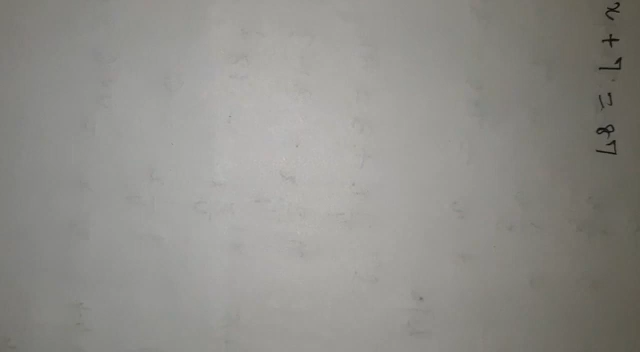 x + 7 = 87